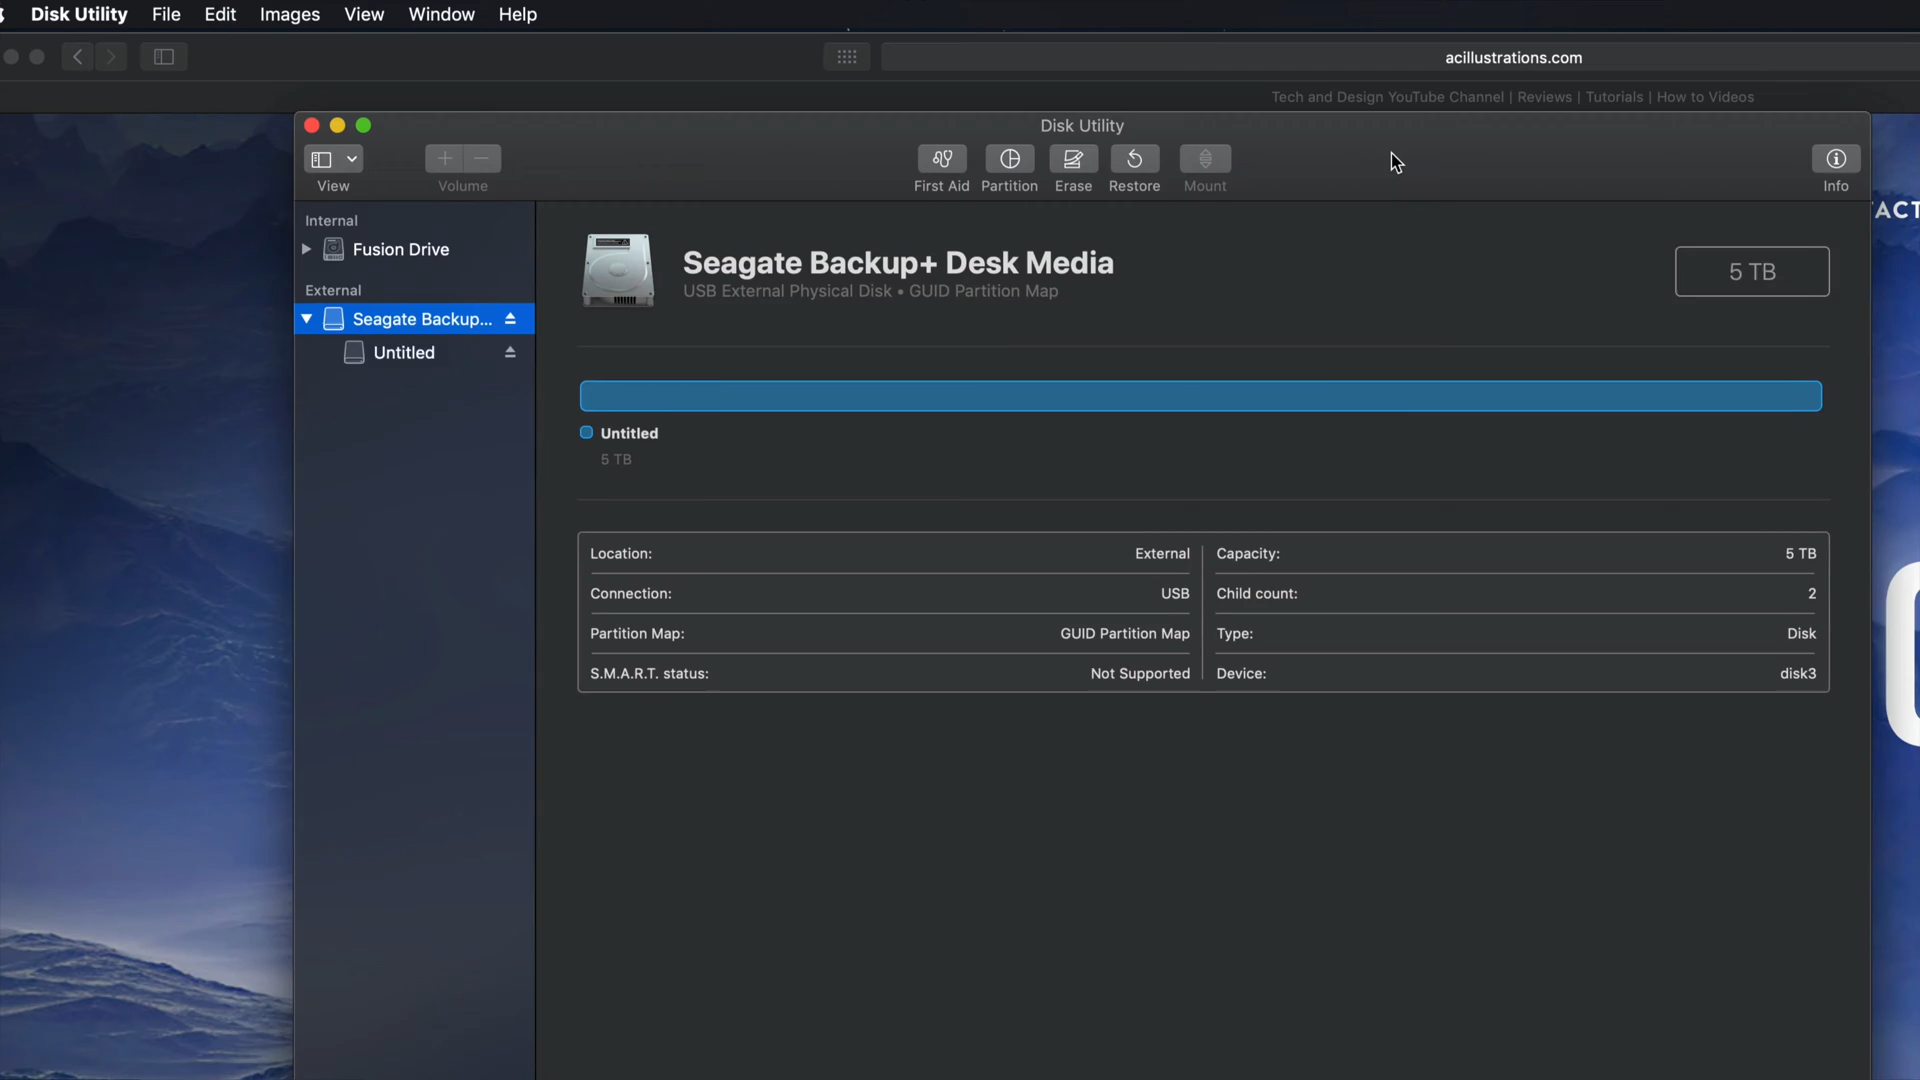 Disk Utility File Edit Images View Window Help
acillustrations.com
Tech and Design YouTube Channel | Reviews | Tutorials | How to Videos
Disk Utility
View Volume First Aid Partition Erase Restore Mount Info
Internal
Fusion Drive
External
Seagate Backup...
Untitled
Seagate Backup+ Desk Media
USB External Physical Disk • GUID Partition Map
5 TB
Untitled
5 TB
Location: External Capacity: 5 TB
Connection: USB Child count: 2
Partition Map: GUID Partition Map Type: Disk
S.M.A.R.T. status: Not Supported Device: disk3